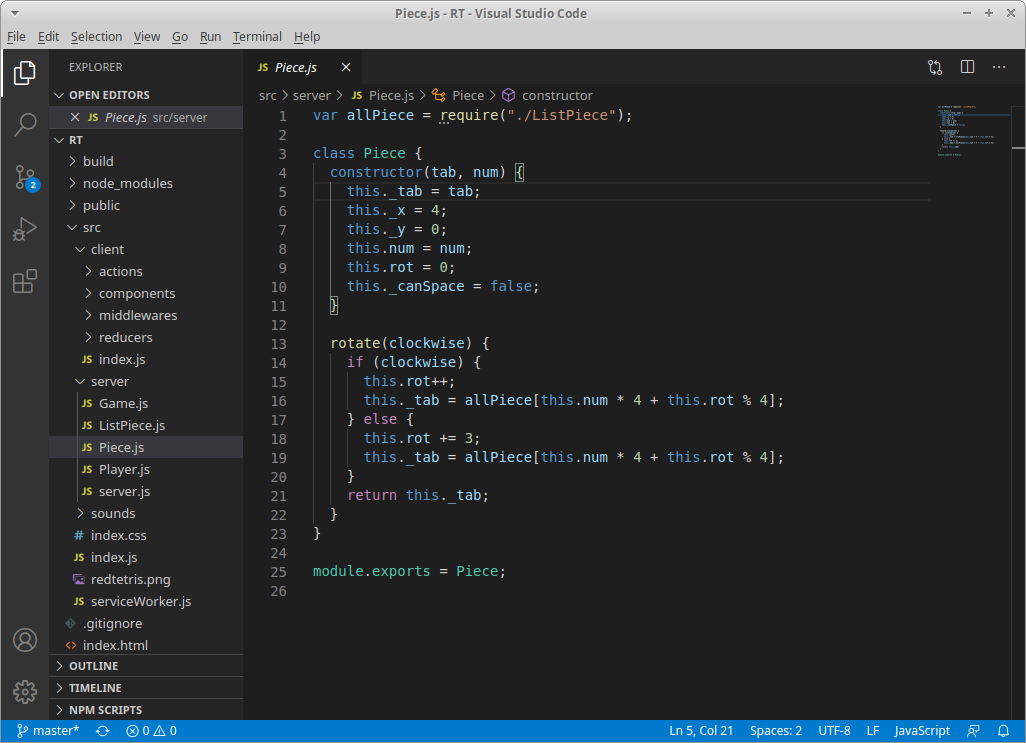 Piece.js - RT - Visual Studio Code
File Edit Selection View Go Run Terminal Help
EXPLORER
OPEN EDITORS
JS Piece.js src/server
RT
build
node_modules
public
src
client
actions
components
middlewares
reducers
JS index.js
server
JS Game.js
JS ListPiece.js
JS Piece.js
JS Player.js
JS server.js
sounds
# index.css
JS index.js
redtetris.png
JS serviceWorker.js
.gitignore
<> index.html
OUTLINE
TIMELINE
NPM SCRIPTS
2
JS Piece.js
src > server > JS Piece.js > Piece > constructor
1 var allPiece = require("./ListPiece");
2
3 class Piece {
4   constructor(tab, num) {
5     this._tab = tab;
6     this._x = 4;
7     this._y = 0;
8     this.num = num;
9     this.rot = 0;
10     this._canSpace = false;
11   }
12
13   rotate(clockwise) {
14     if (clockwise) {
15       this.rot++;
16       this._tab = allPiece[this.num * 4 + this.rot % 4];
17     } else {
18       this.rot += 3;
19       this._tab = allPiece[this.num * 4 + this.rot % 4];
20     }
21     return this._tab;
22   }
23 }
24
25 module.exports = Piece;
26
master* 0 0 Ln 5, Col 21 Spaces: 2 UTF-8 LF JavaScript